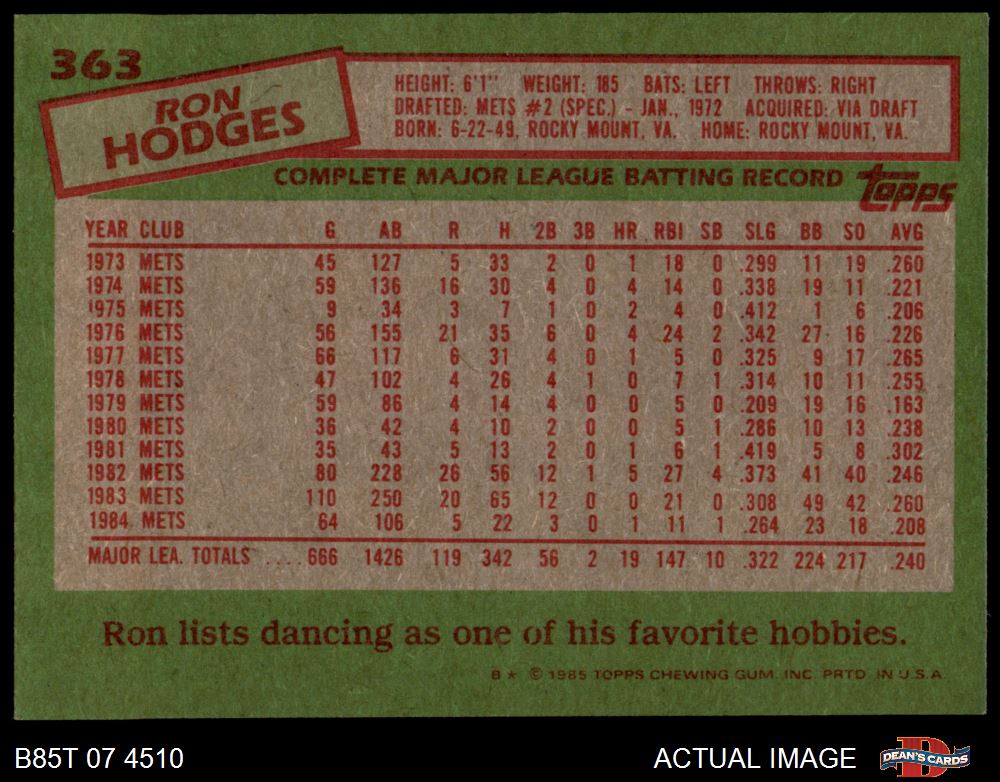 363
RON
HODGES
HEIGHT: 6'1" WEIGHT: 185 BATS: LEFT THROWS: RIGHT
DRAFTED: METS #2 (SPEC.) - JAN., 1972 ACQUIRED: VIA DRAFT
BORN: 6-22-49, ROCKY MOUNT, VA. HOME: ROCKY MOUNT, VA.
COMPLETE MAJOR LEAGUE BATTING RECORD topps
YEAR CLUB G AB R H 2B 3B HR RBI SB SLG BB SO AVG
1973 METS 45 127 5 33 2 0 1 18 0 .299 11 19 .260
1974 METS 59 136 16 30 4 0 4 14 0 .338 19 11 .221
1975 METS 9 34 3 7 1 0 2 4 0 .412 1 6 .206
1976 METS 56 155 21 35 6 0 4 24 2 .342 27 16 .226
1977 METS 66 117 6 31 4 0 1 5 0 .325 9 17 .265
1978 METS 47 102 4 26 4 1 0 7 1 .314 10 11 .255
1979 METS 59 86 4 14 4 0 0 5 0 .209 19 16 .163
1980 METS 36 42 4 10 2 0 0 5 1 .286 10 13 .238
1981 METS 35 43 5 13 2 0 1 6 1 .419 5 8 .302
1982 METS 80 228 26 56 12 1 5 27 4 .373 41 40 .246
1983 METS 110 250 20 65 12 0 0 21 0 .308 49 42 .260
1984 METS 64 106 5 22 3 0 1 11 1 .264 23 18 .208
MAJOR LEA. TOTALS ....666 1426 119 342 56 2 19 147 10 .322 224 217 .240
Ron lists dancing as one of his favorite hobbies.
B * © 1985 TOPPS CHEWING GUM, INC. PRTD. IN U.S.A.
B85T 07 4510 ACTUAL IMAGE DEAN'S CARDS